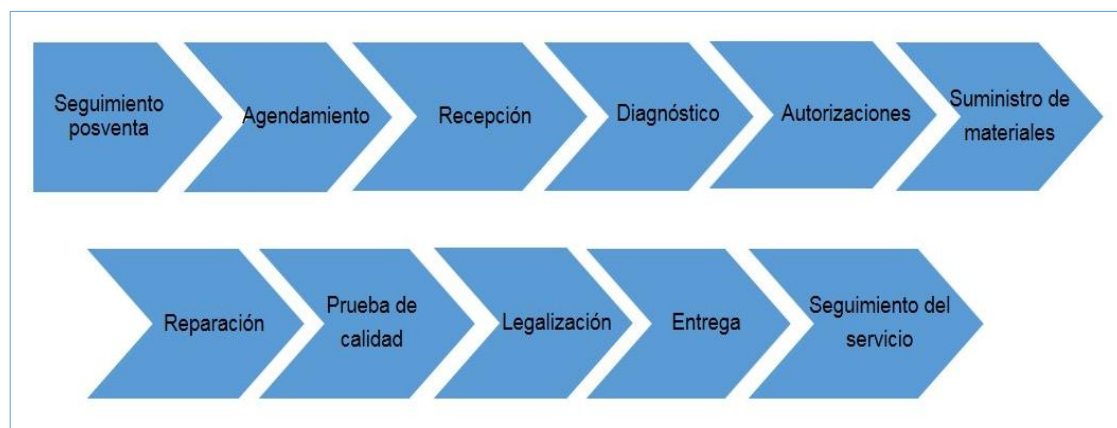 Seguimiento
posventa
Agendamiento
Recepción
Diagnóstico
Autorizaciones
Suministro de
materiales
Reparación
Prueba de
calidad
Legalización
Entrega
Seguimiento del
servicio